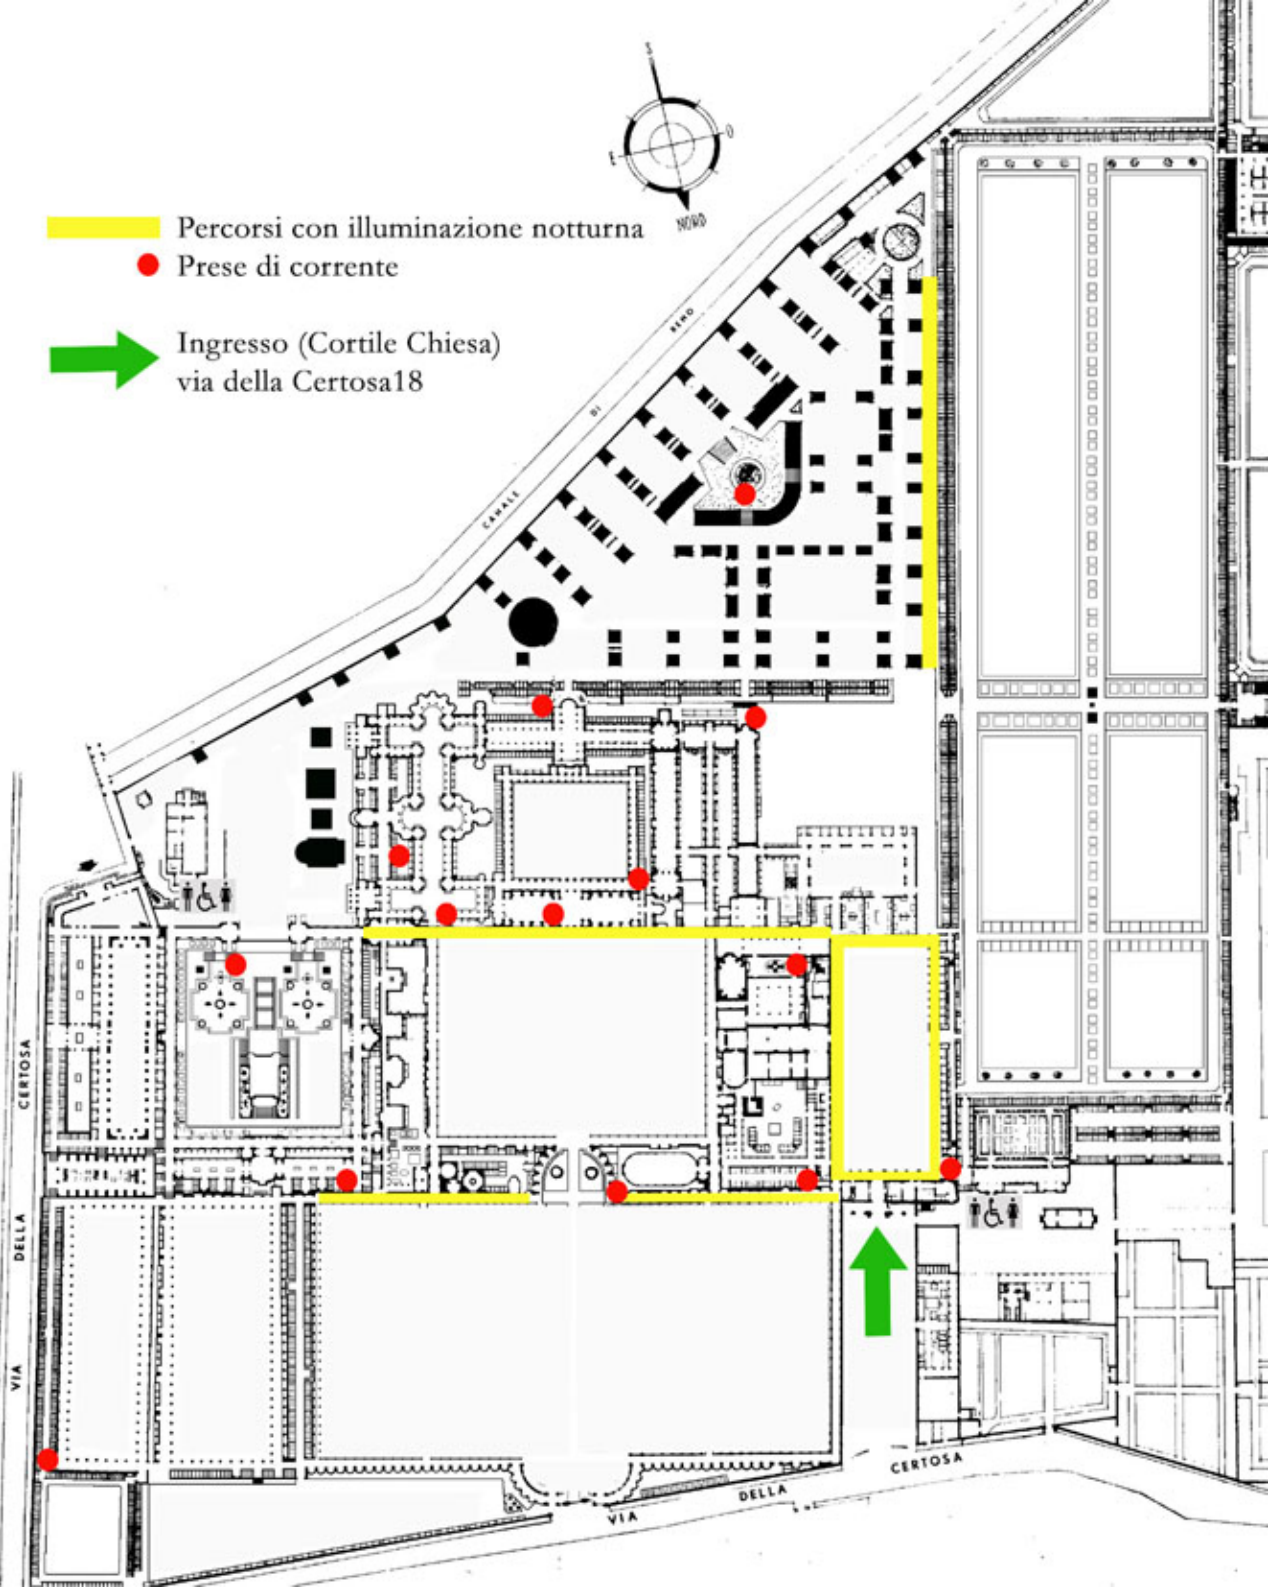 S
O
E
NORD
Percorsi con illuminazione notturna
Prese di corrente
Ingresso (Cortile Chiesa)
via della Certosa18
CANALE DI RENO
VIA DELLA CERTOSA
VIA DELLA CERTOSA